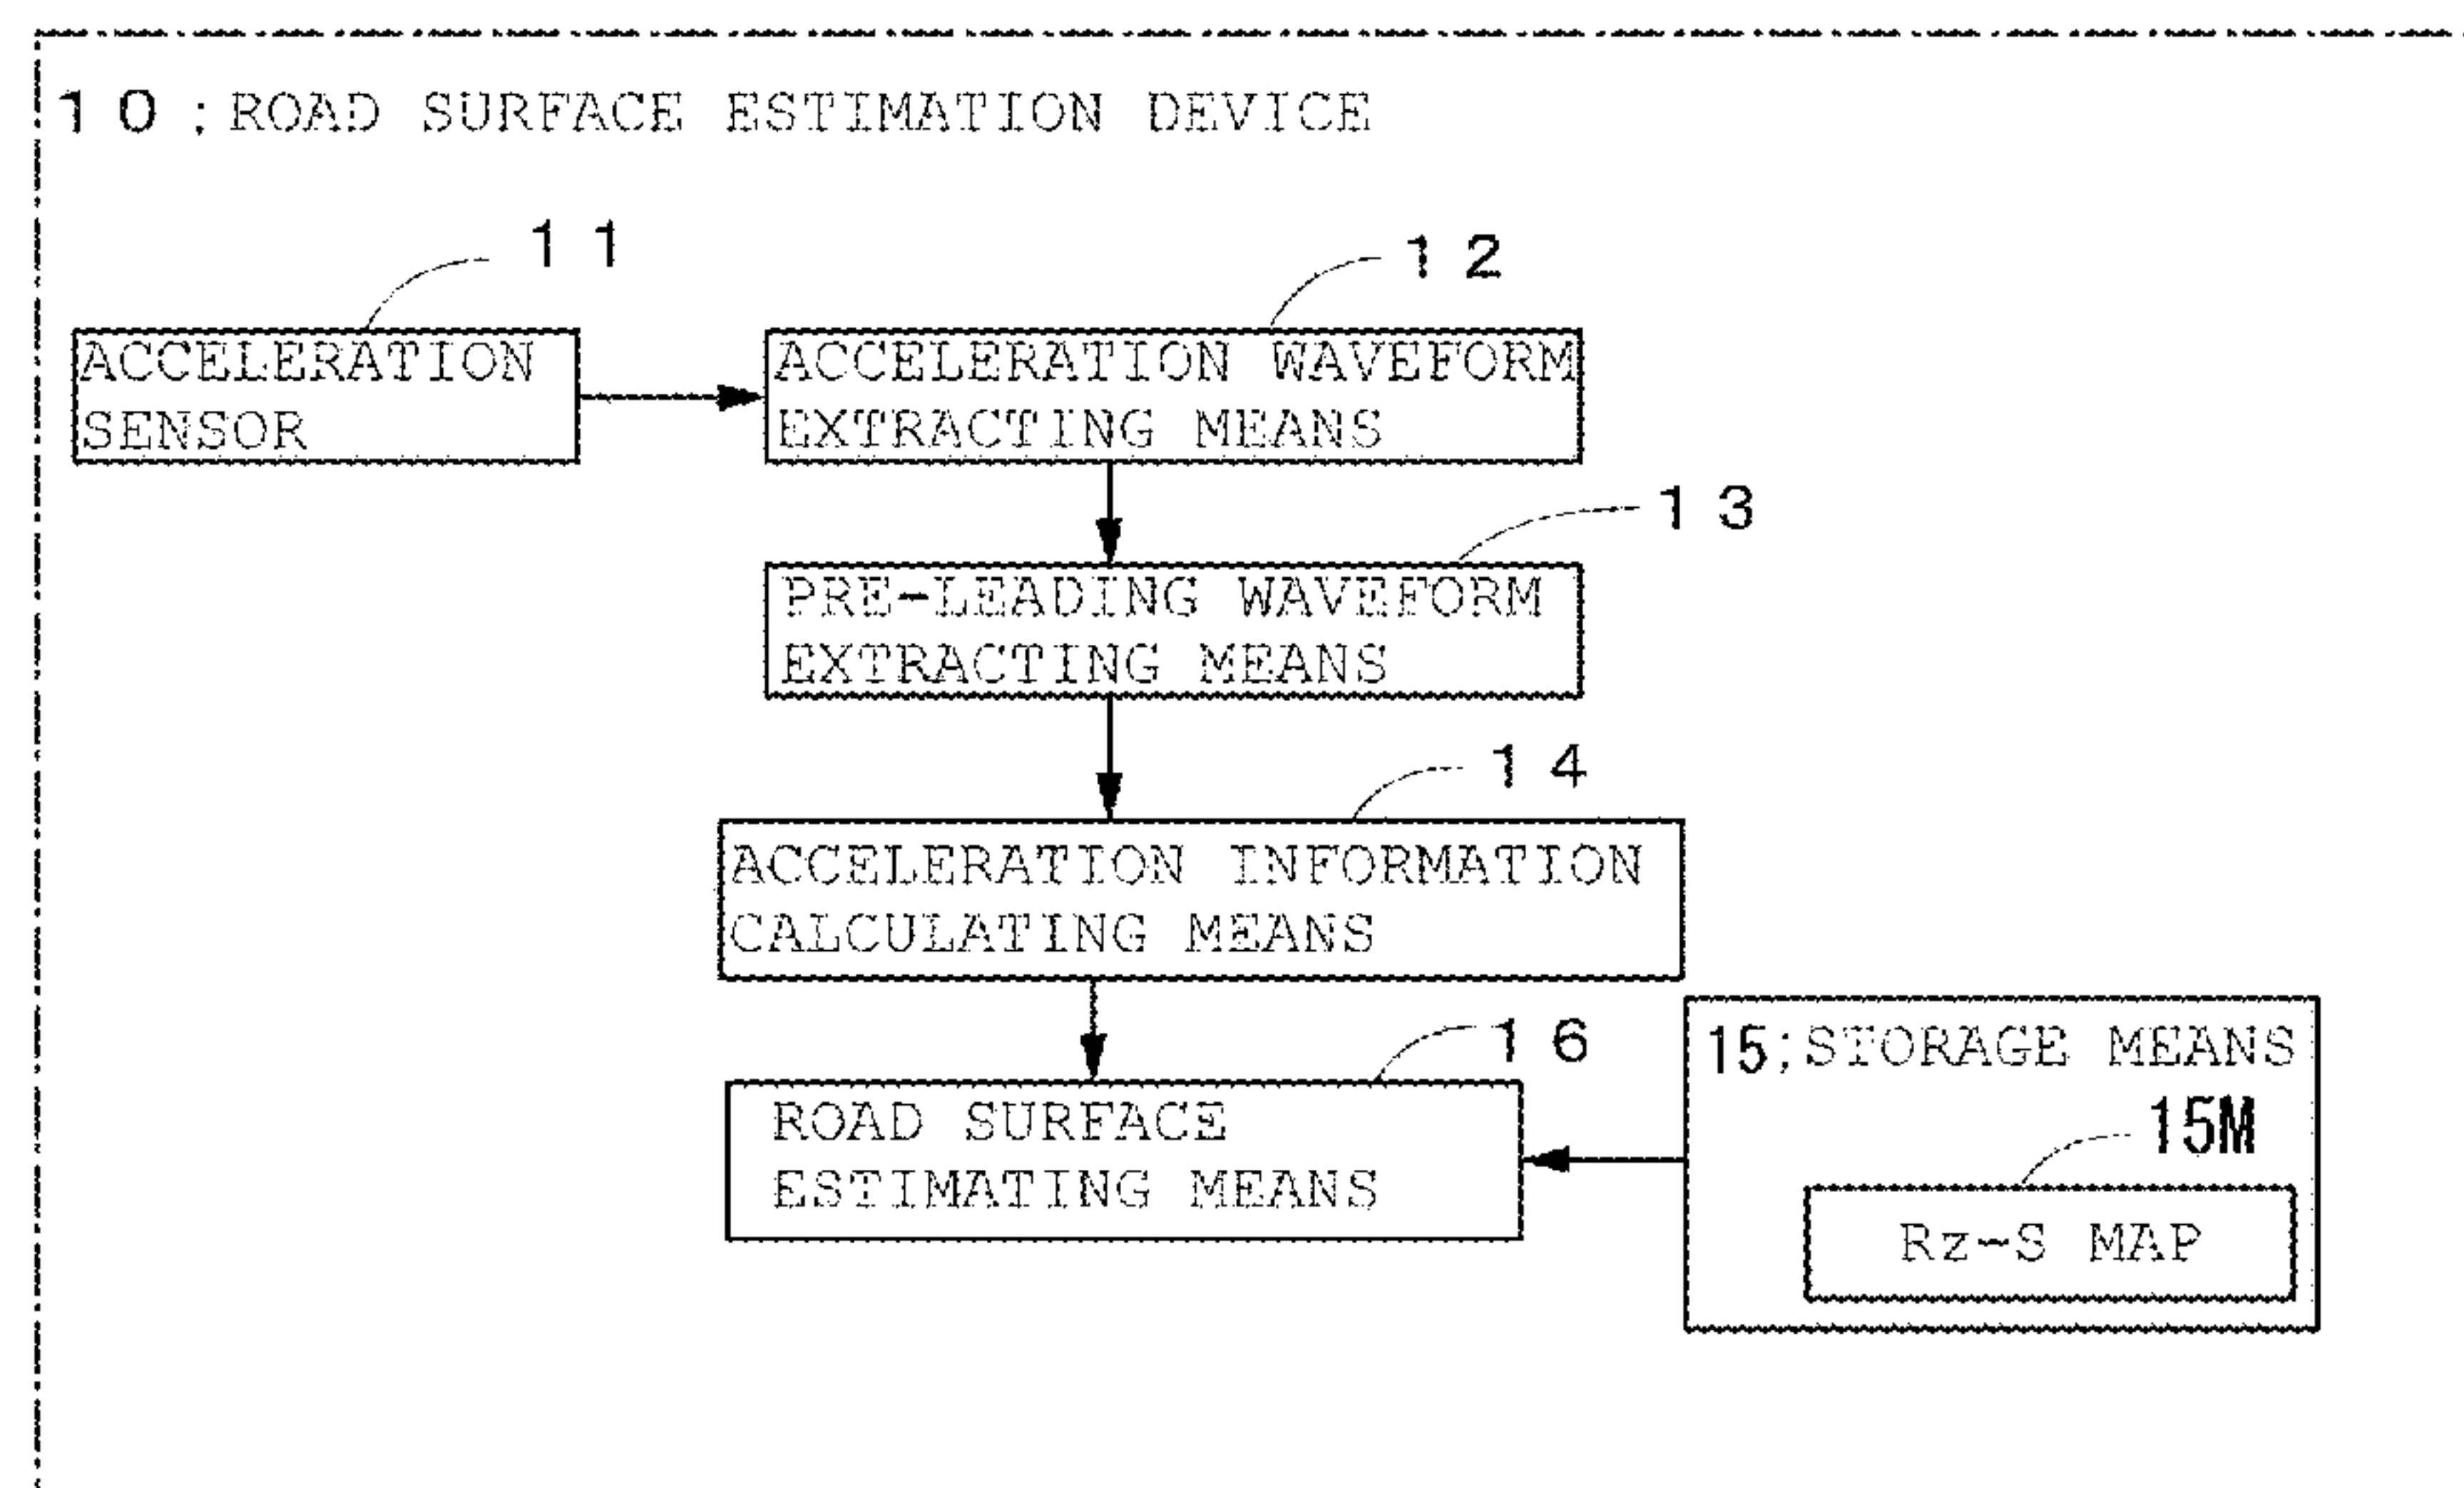 10;ROAD SURFACE ESTIMATION DEVICE
11
12
ACCELERATION
SENSOR
ACCELERATION WAVEFORM
EXTRACTING MEANS
13
PRE-LEADING WAVEFORM
EXTRACTING MEANS
14
ACCELERATION INFORMATION
CALCULATING MEANS
16
ROAD SURFACE
ESTIMATING MEANS
15;STORAGE MEANS
15M
Rz-S MAP